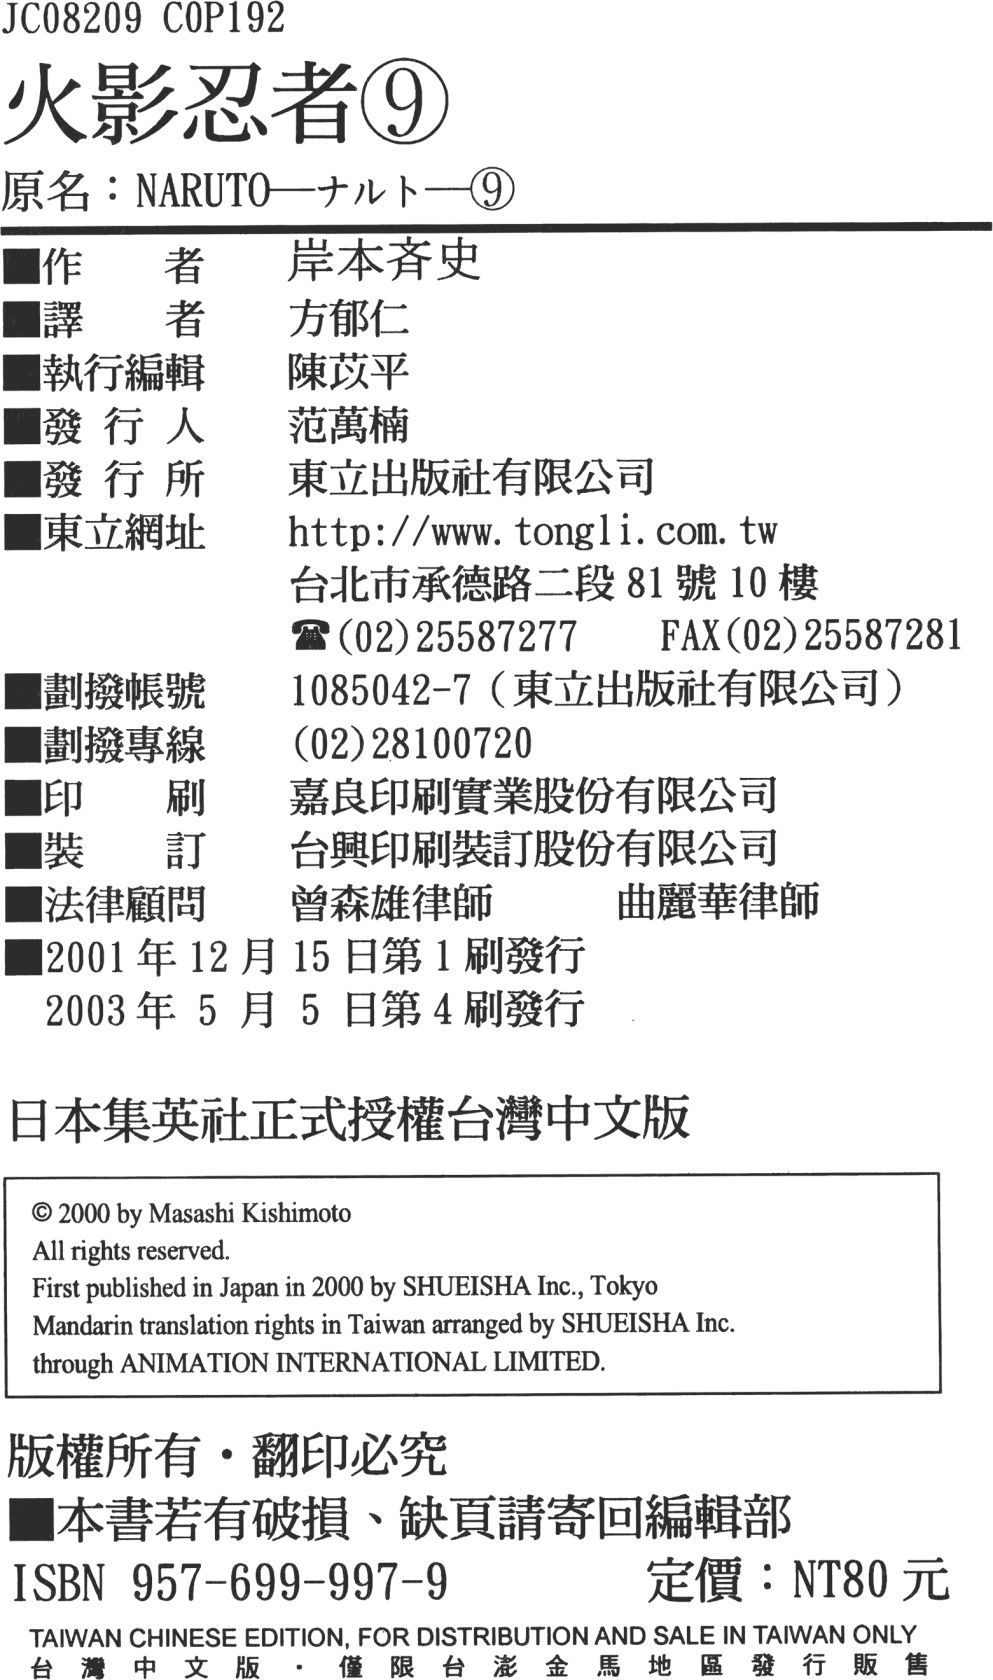 JC08209 COP192
火影忍者⑨
原名：NARUTO—ナルト—⑨
■作　　者　岸本斉史
■譯　　者　方郁仁
■執行編輯　陳苡平
■發 行 人　范萬楠
■發 行 所　東立出版社有限公司
■東立網址　http://www.tongli.com.tw
台北市承德路二段81號10樓
☎(02)25587277　FAX(02)25587281
■劃撥帳號　1085042-7（東立出版社有限公司）
■劃撥專線　(02)28100720
■印　　刷　嘉良印刷實業股份有限公司
■裝　　訂　台興印刷裝訂股份有限公司
■法律顧問　曾森雄律師　曲麗華律師
■2001年12月15日第1刷發行
2003年 5 月 5 日第4刷發行
日本集英社正式授權台灣中文版
© 2000 by Masashi Kishimoto
All rights reserved.
First published in Japan in 2000 by SHUEISHA Inc., Tokyo
Mandarin translation rights in Taiwan arranged by SHUEISHA Inc.
through ANIMATION INTERNATIONAL LIMITED.
版權所有・翻印必究
■本書若有破損、缺頁請寄回編輯部
ISBN 957-699-997-9　定價：NT80元
TAIWAN CHINESE EDITION, FOR DISTRIBUTION AND SALE IN TAIWAN ONLY
台灣中文版・僅限台澎金馬地區發行販售